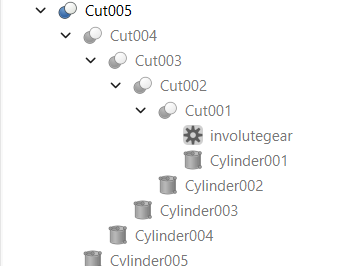 Cut005
Cut004
Cut003
Cut002
Cut001
involutegear
Cylinder001
Cylinder002
Cylinder003
Cylinder004
Cylinder005